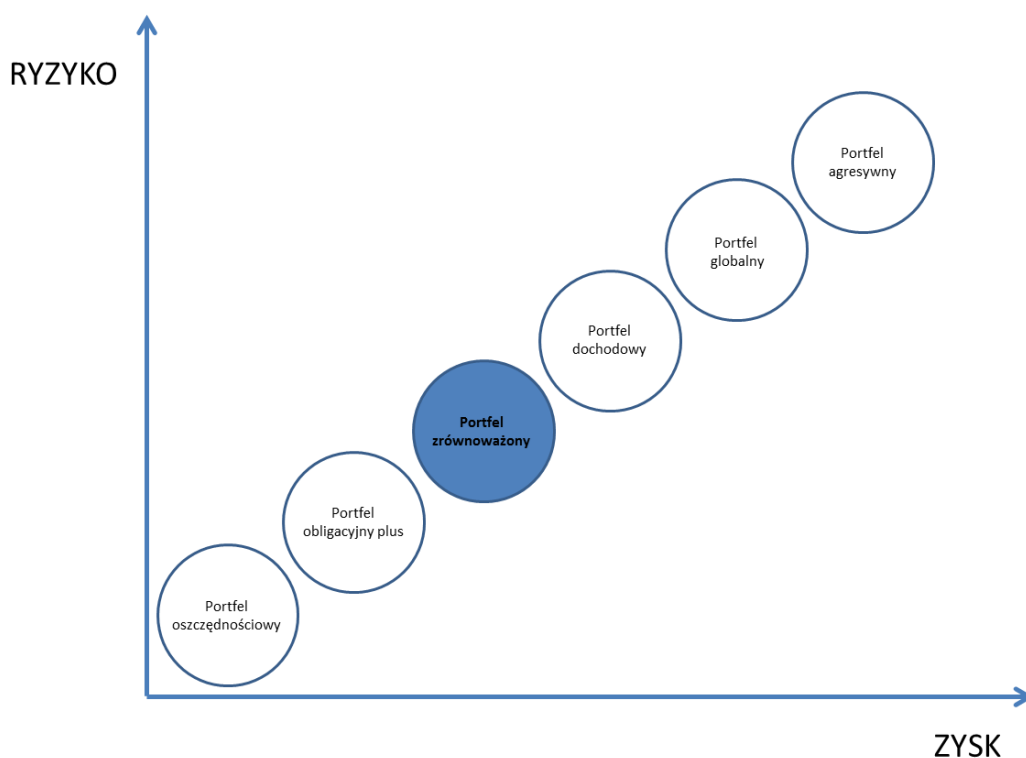 RYZYKO
Portfel
agresywny
Portfel
globalny
Portfel
dochodowy
Portfel
zrównoważony
Portfel
obligacyjny plus
Portfel
oszczędnościowy
ZYSK